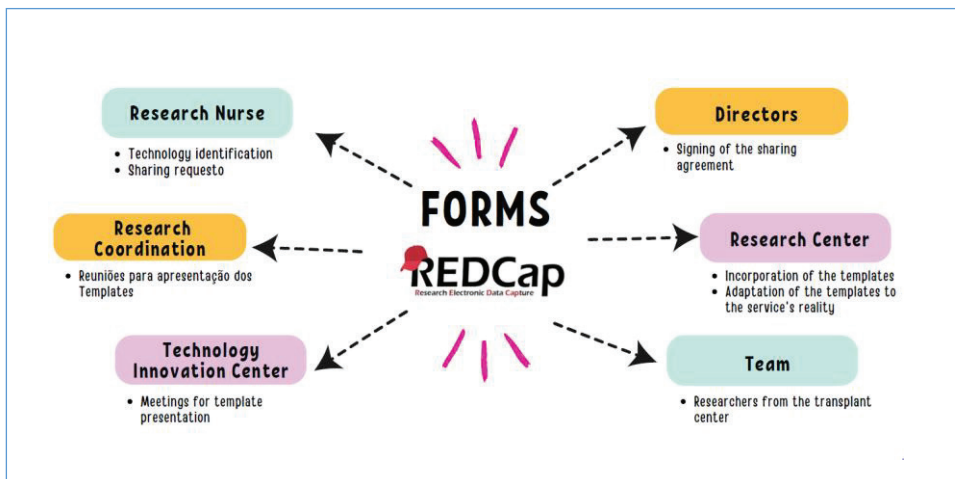 Research Nurse
• Technology identification
• Sharing requesto
Research
Coordination
• Reuniões para apresentação dos
Templates
Technology
Innovation Center
• Meetings for template
presentation
FORMS
REDCap
Research Electronic Data Capture
Directors
• Signing of the sharing
agreement
Research Center
• Incorporation of the templates
• Adaptation of the templates to
the service's reality
Team
• Researchers from the transplant
center